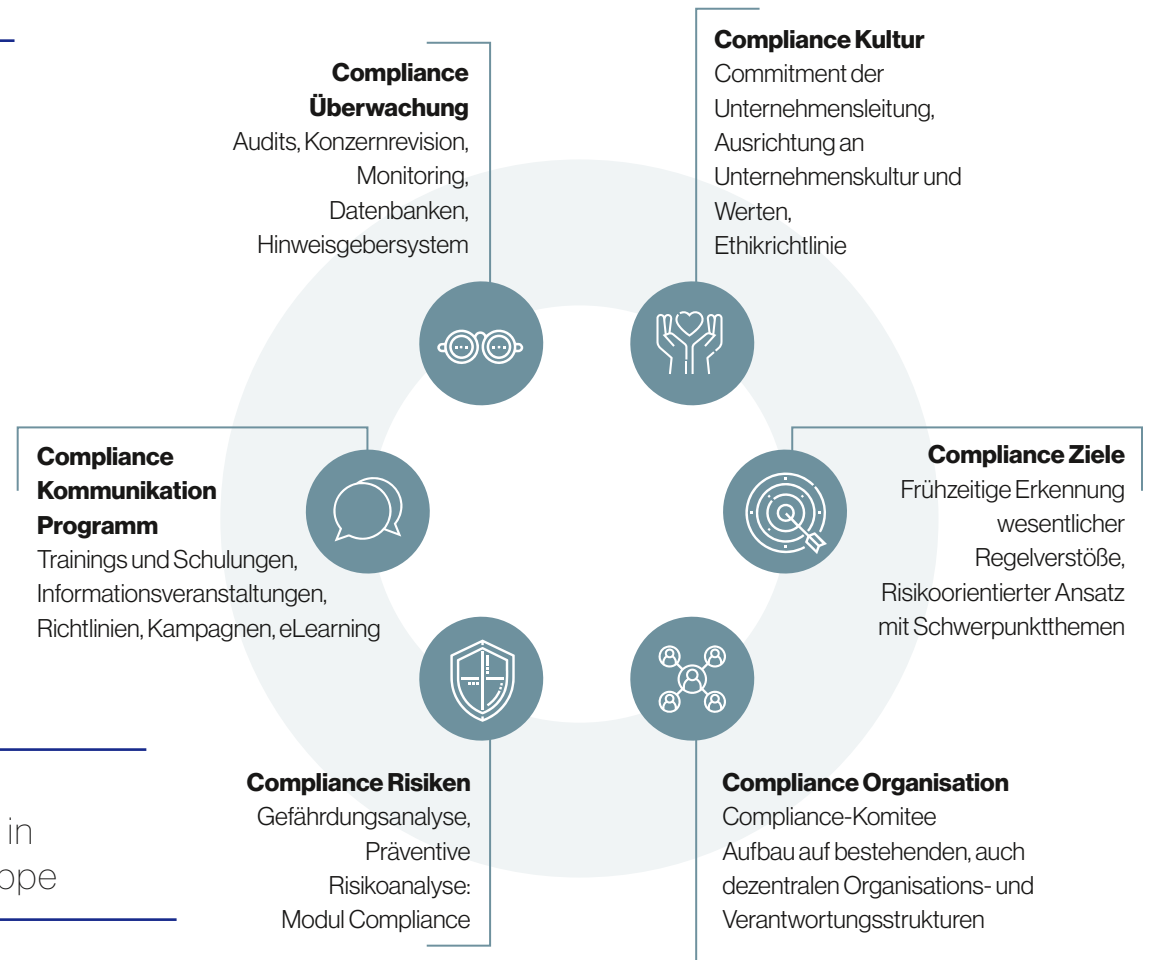 Compliance
Überwachung
Audits, Konzernrevision,
Monitoring,
Datenbanken,
Hinweisgebersystem
Compliance Kultur
Commitment der
Unternehmensleitung,
Ausrichtung an
Unternehmenskultur und
Werten,
Ethikrichtlinie
Compliance
Kommunikation
Programm
Trainings und Schulungen,
Informationsveranstaltungen,
Richtlinien, Kampagnen, eLearning
Compliance Ziele
Frühzeitige Erkennung
wesentlicher
Regelverstöße,
Risikoorientierter Ansatz
mit Schwerpunktthemen
Compliance Risiken
Gefährdungsanalyse,
Präventive
Risikoanalyse:
Modul Compliance
Compliance Organisation
Compliance-Komitee
Aufbau auf bestehenden, auch
dezentralen Organisations- und
Verantwortungsstrukturen
in